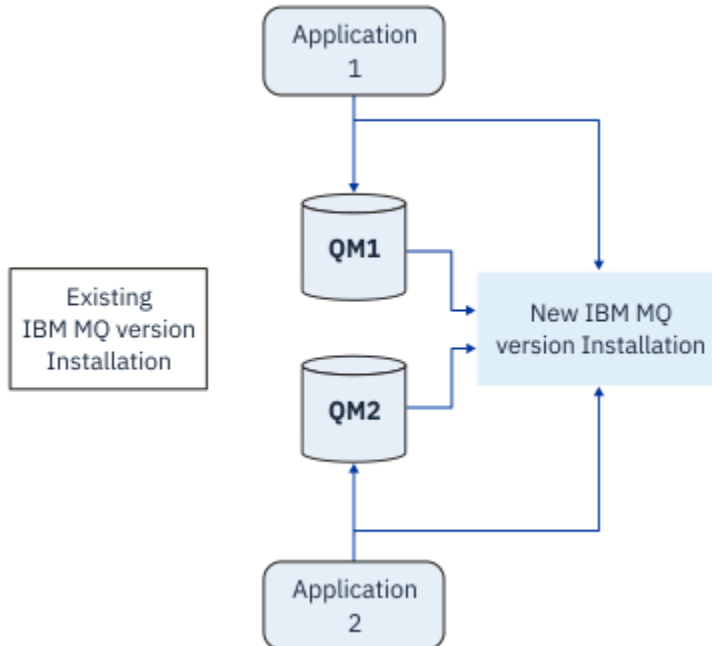 Application
1
QM1
Existing
IBM MQ version
Installation
New IBM MQ
version Installation
QM2
Application
2